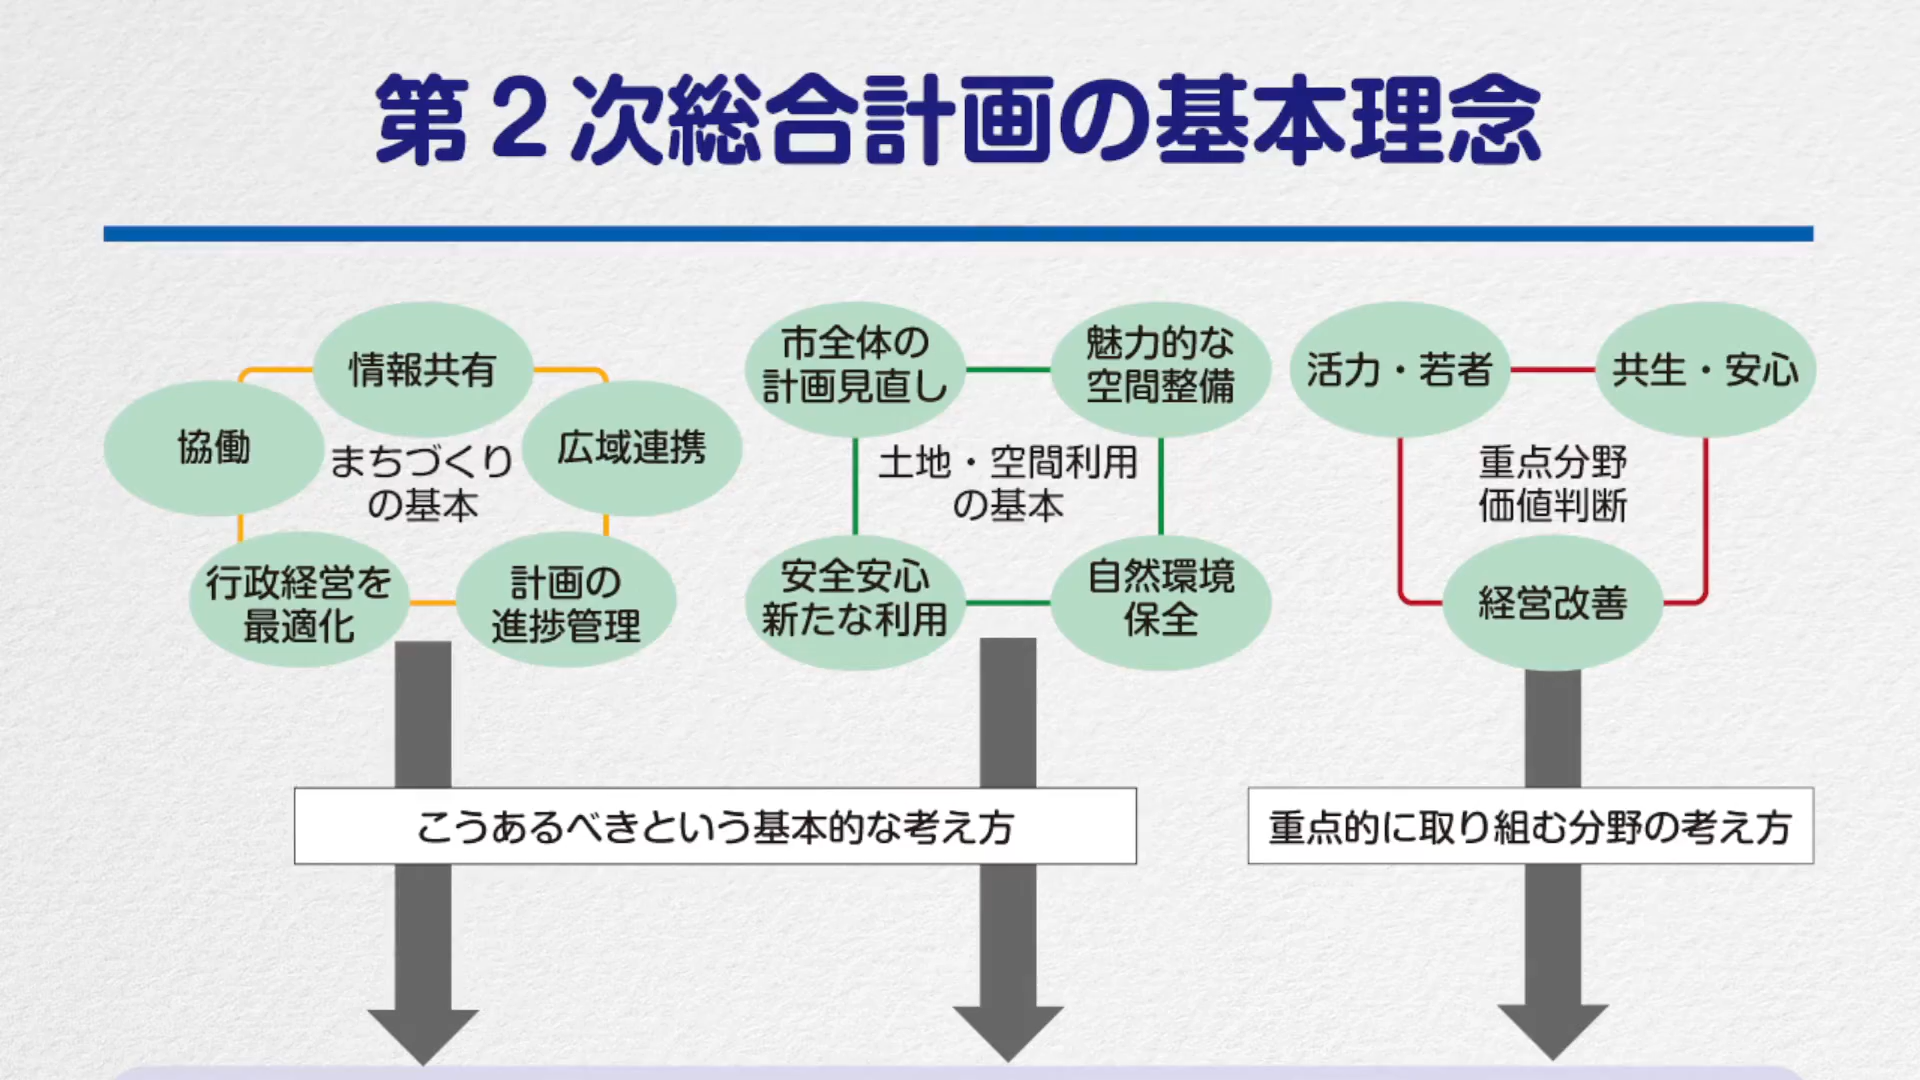 第２次総合計画の基本理念
情報共有
協働
広域連携
まちづくり
の基本
行政経営を
最適化
計画の
進捗管理
市全体の
計画見直し
魅力的な
空間整備
土地・空間利用
の基本
安全安心
新たな利用
自然環境
保全
活力・若者
共生・安心
重点分野
価値判断
経営改善
こうあるべきという基本的な考え方
重点的に取り組む分野の考え方